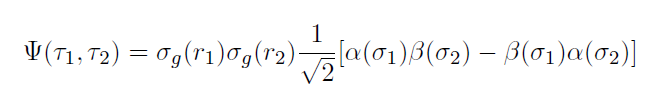 Ψ(τ₁, τ₂) = σ_g(r₁)σ_g(r₂) 1/√2 [α(σ₁)β(σ₂) − β(σ₁)α(σ₂)]